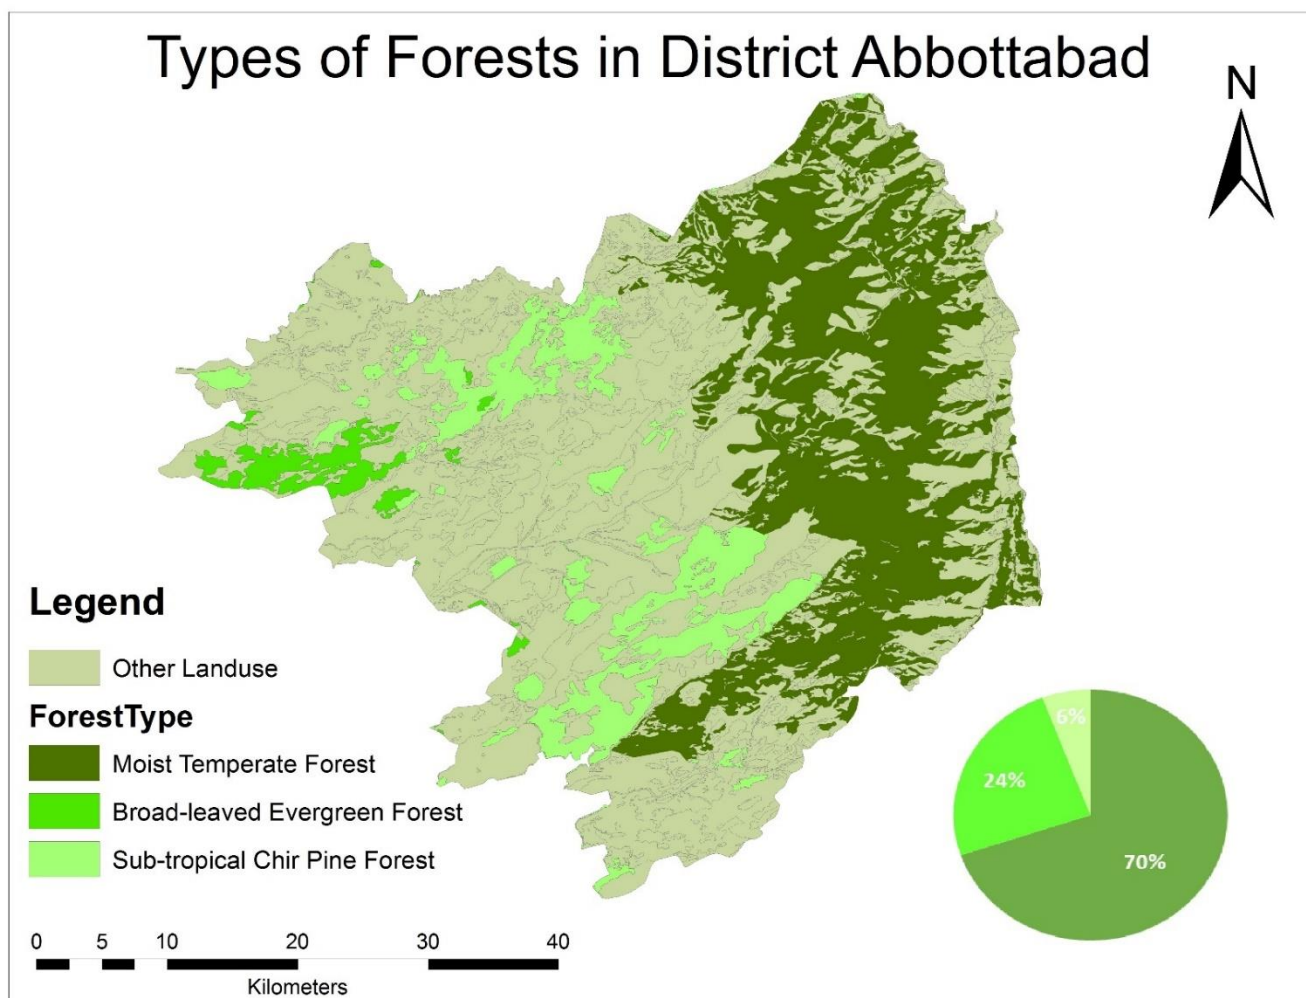 Types of Forests in District Abbottabad
N
Legend
Other Landuse
ForestType
Moist Temperate Forest
Broad-leaved Evergreen Forest
Sub-tropical Chir Pine Forest
6%
24%
70%
0 5 10 20 30 40
Kilometers